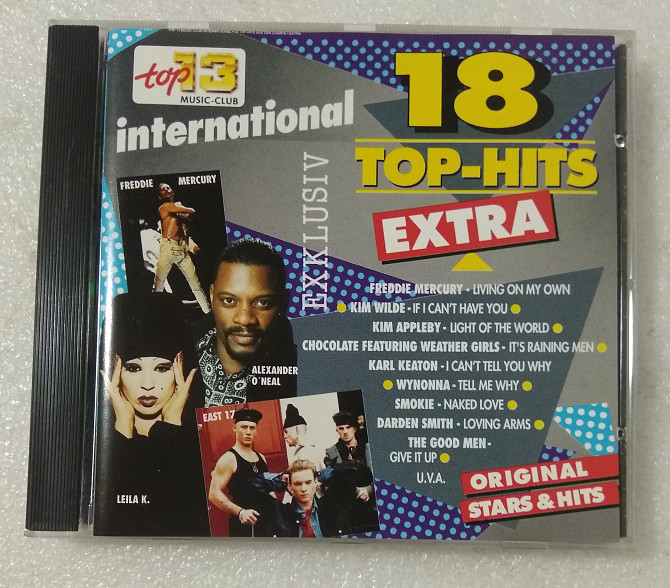 top 13
MUSIC-CLUB
international
EXKLUSIV
18
TOP-HITS
EXTRA
FREDDIE MERCURY
ALEXANDER
O'NEAL
EAST 17
LEILA K.
FREDDIE MERCURY - LIVING ON MY OWN
KIM WILDE - IF I CAN'T HAVE YOU
KIM APPLEBY - LIGHT OF THE WORLD
CHOCOLATE FEATURING WEATHER GIRLS - IT'S RAINING MEN
KARL KEATON - I CAN'T TELL YOU WHY
WYNONNA - TELL ME WHY
SMOKIE - NAKED LOVE
DARDEN SMITH - LOVING ARMS
THE GOOD MEN -
GIVE IT UP
U.V.A.
ORIGINAL
STARS & HITS